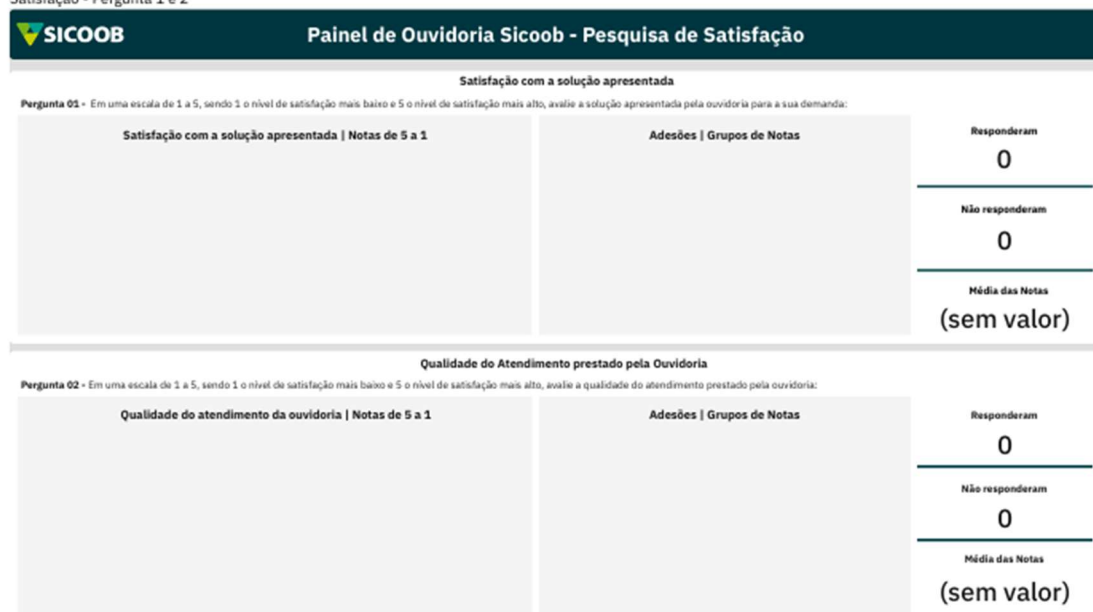 Satisfação - Pergunta 1 e 2
SICOOB
Painel de Ouvidoria Sicoob - Pesquisa de Satisfação
Satisfação com a solução apresentada
Pergunta 01 - Em uma escala de 1 a 5, sendo 1 o nível de satisfação mais baixo e 5 o nível de satisfação mais alto, avalie a solução apresentada pela ouvidoria para a sua demanda:
Satisfação com a solução apresentada | Notas de 5 a 1
Adesões | Grupos de Notas
Responderam
0
Não responderam
0
Média das Notas
(sem valor)
Qualidade do Atendimento prestado pela Ouvidoria
Pergunta 02 - Em uma escala de 1 a 5, sendo 1 o nível de satisfação mais baixo e 5 o nível de satisfação mais alto, avalie a qualidade do atendimento prestado pela ouvidoria:
Qualidade do atendimento da ouvidoria | Notas de 5 a 1
Adesões | Grupos de Notas
Responderam
0
Não responderam
0
Média das Notas
(sem valor)